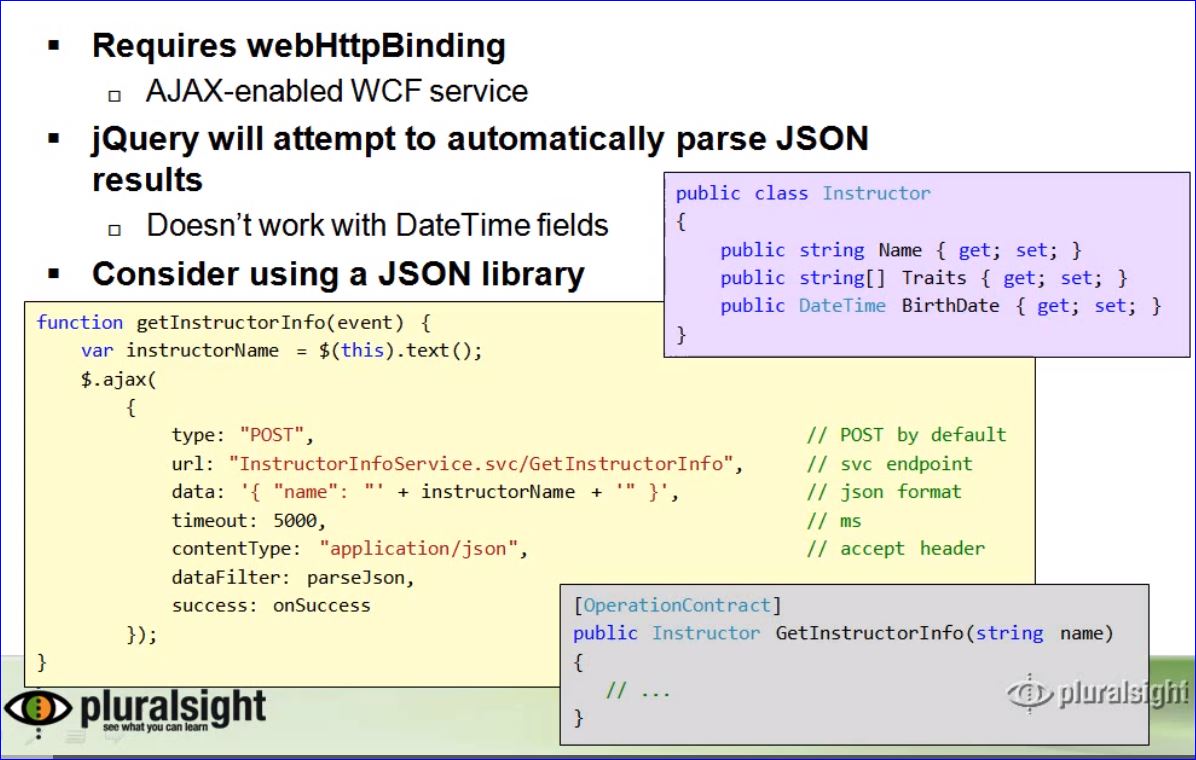 ▪ Requires webHttpBinding
□ AJAX-enabled WCF service
▪ jQuery will attempt to automatically parse JSON
results
□ Doesn't work with DateTime fields
▪ Consider using a JSON library
public class Instructor
{
public string Name { get; set; }
public string[] Traits { get; set; }
public DateTime BirthDate { get; set; }
}
function getInstructorInfo(event) {
var instructorName = $(this).text();
$.ajax(
{
type: "POST", // POST by default
url: "InstructorInfoService.svc/GetInstructorInfo", // svc endpoint
data: '{ "name": "' + instructorName + '" }', // json format
timeout: 5000, // ms
contentType: "application/json", // accept header
dataFilter: parseJson,
success: onSuccess
});
}
[OperationContract]
public Instructor GetInstructorInfo(string name)
{
// ...
}
pluralsight
see what you can learn
pluralsight